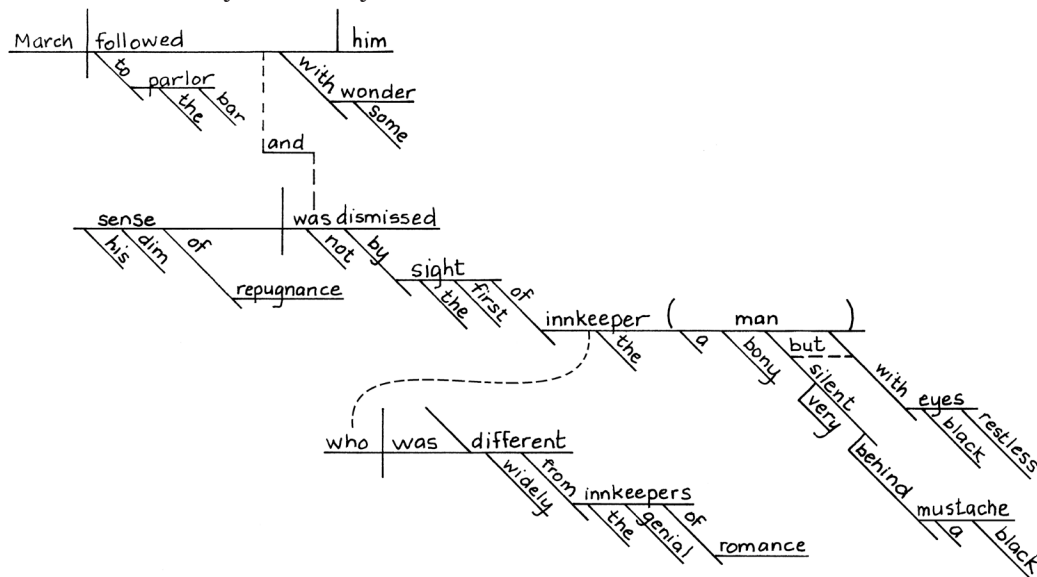 March followed him
to parlor the bar
with wonder some
and
sense was dismissed
his dim of repugnance
not by sight the first of
innkeeper ( man )
the a bony but silent with eyes
very black restless
who was different
behind mustache a black
widely from innkeepers
the genial of romance